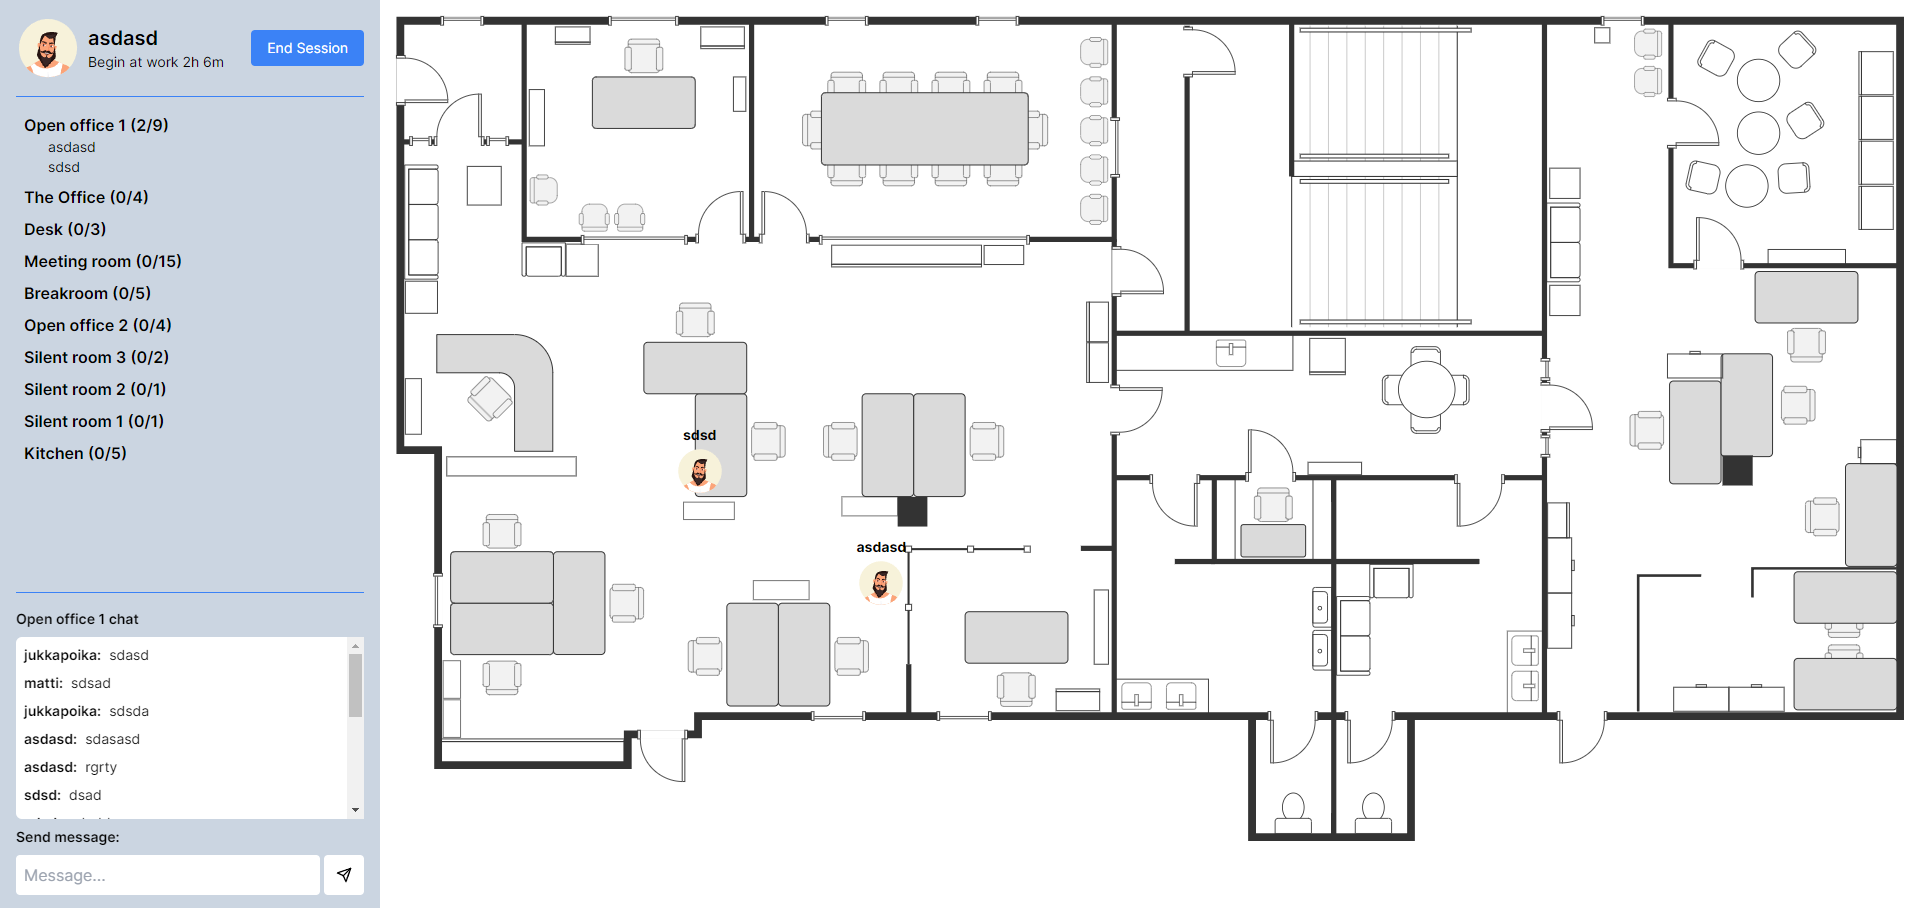 asdasd
Begin at work 2h 6m
End Session
Open office 1 (2/9)
asdasd
sdsd
The Office (0/4)
Desk (0/3)
Meeting room (0/15)
Breakroom (0/5)
Open office 2 (0/4)
Silent room 3 (0/2)
Silent room 2 (0/1)
Silent room 1 (0/1)
Kitchen (0/5)
Open office 1 chat
jukkapoika: sdasd
matti: sdsad
jukkapoika: sdsda
asdasd: sdasasd
asdasd: rgrty
sdsd: dsad
Send message:
Message...
sdsd
asdasd